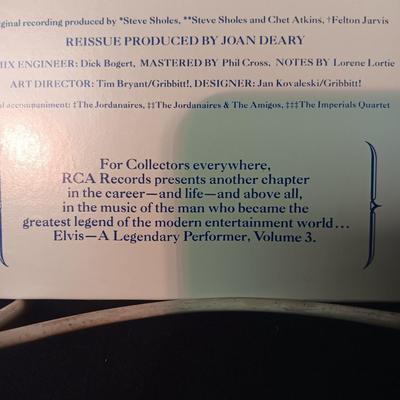 iginal recording produced by *Steve Sholes, **Steve Sholes and Chet Atkins, †Felton Jarvis
REISSUE PRODUCED BY JOAN DEARY
MIX ENGINEER: Dick Bogert, MASTERED BY Phil Cross, NOTES BY Lorene Lortie
ART DIRECTOR: Tim Bryant/Gribbitt!, DESIGNER: Jan Kovaleski/Gribbitt!
al accompaniment: ‡The Jordanaires, ‡‡The Jordanaires & The Amigos, ‡‡‡The Imperials Quartet
For Collectors everywhere,
RCA Records presents another chapter
in the career—and life—and above all,
in the music of the man who became the
greatest legend of the modern entertainment world...
Elvis—A Legendary Performer, Volume 3.